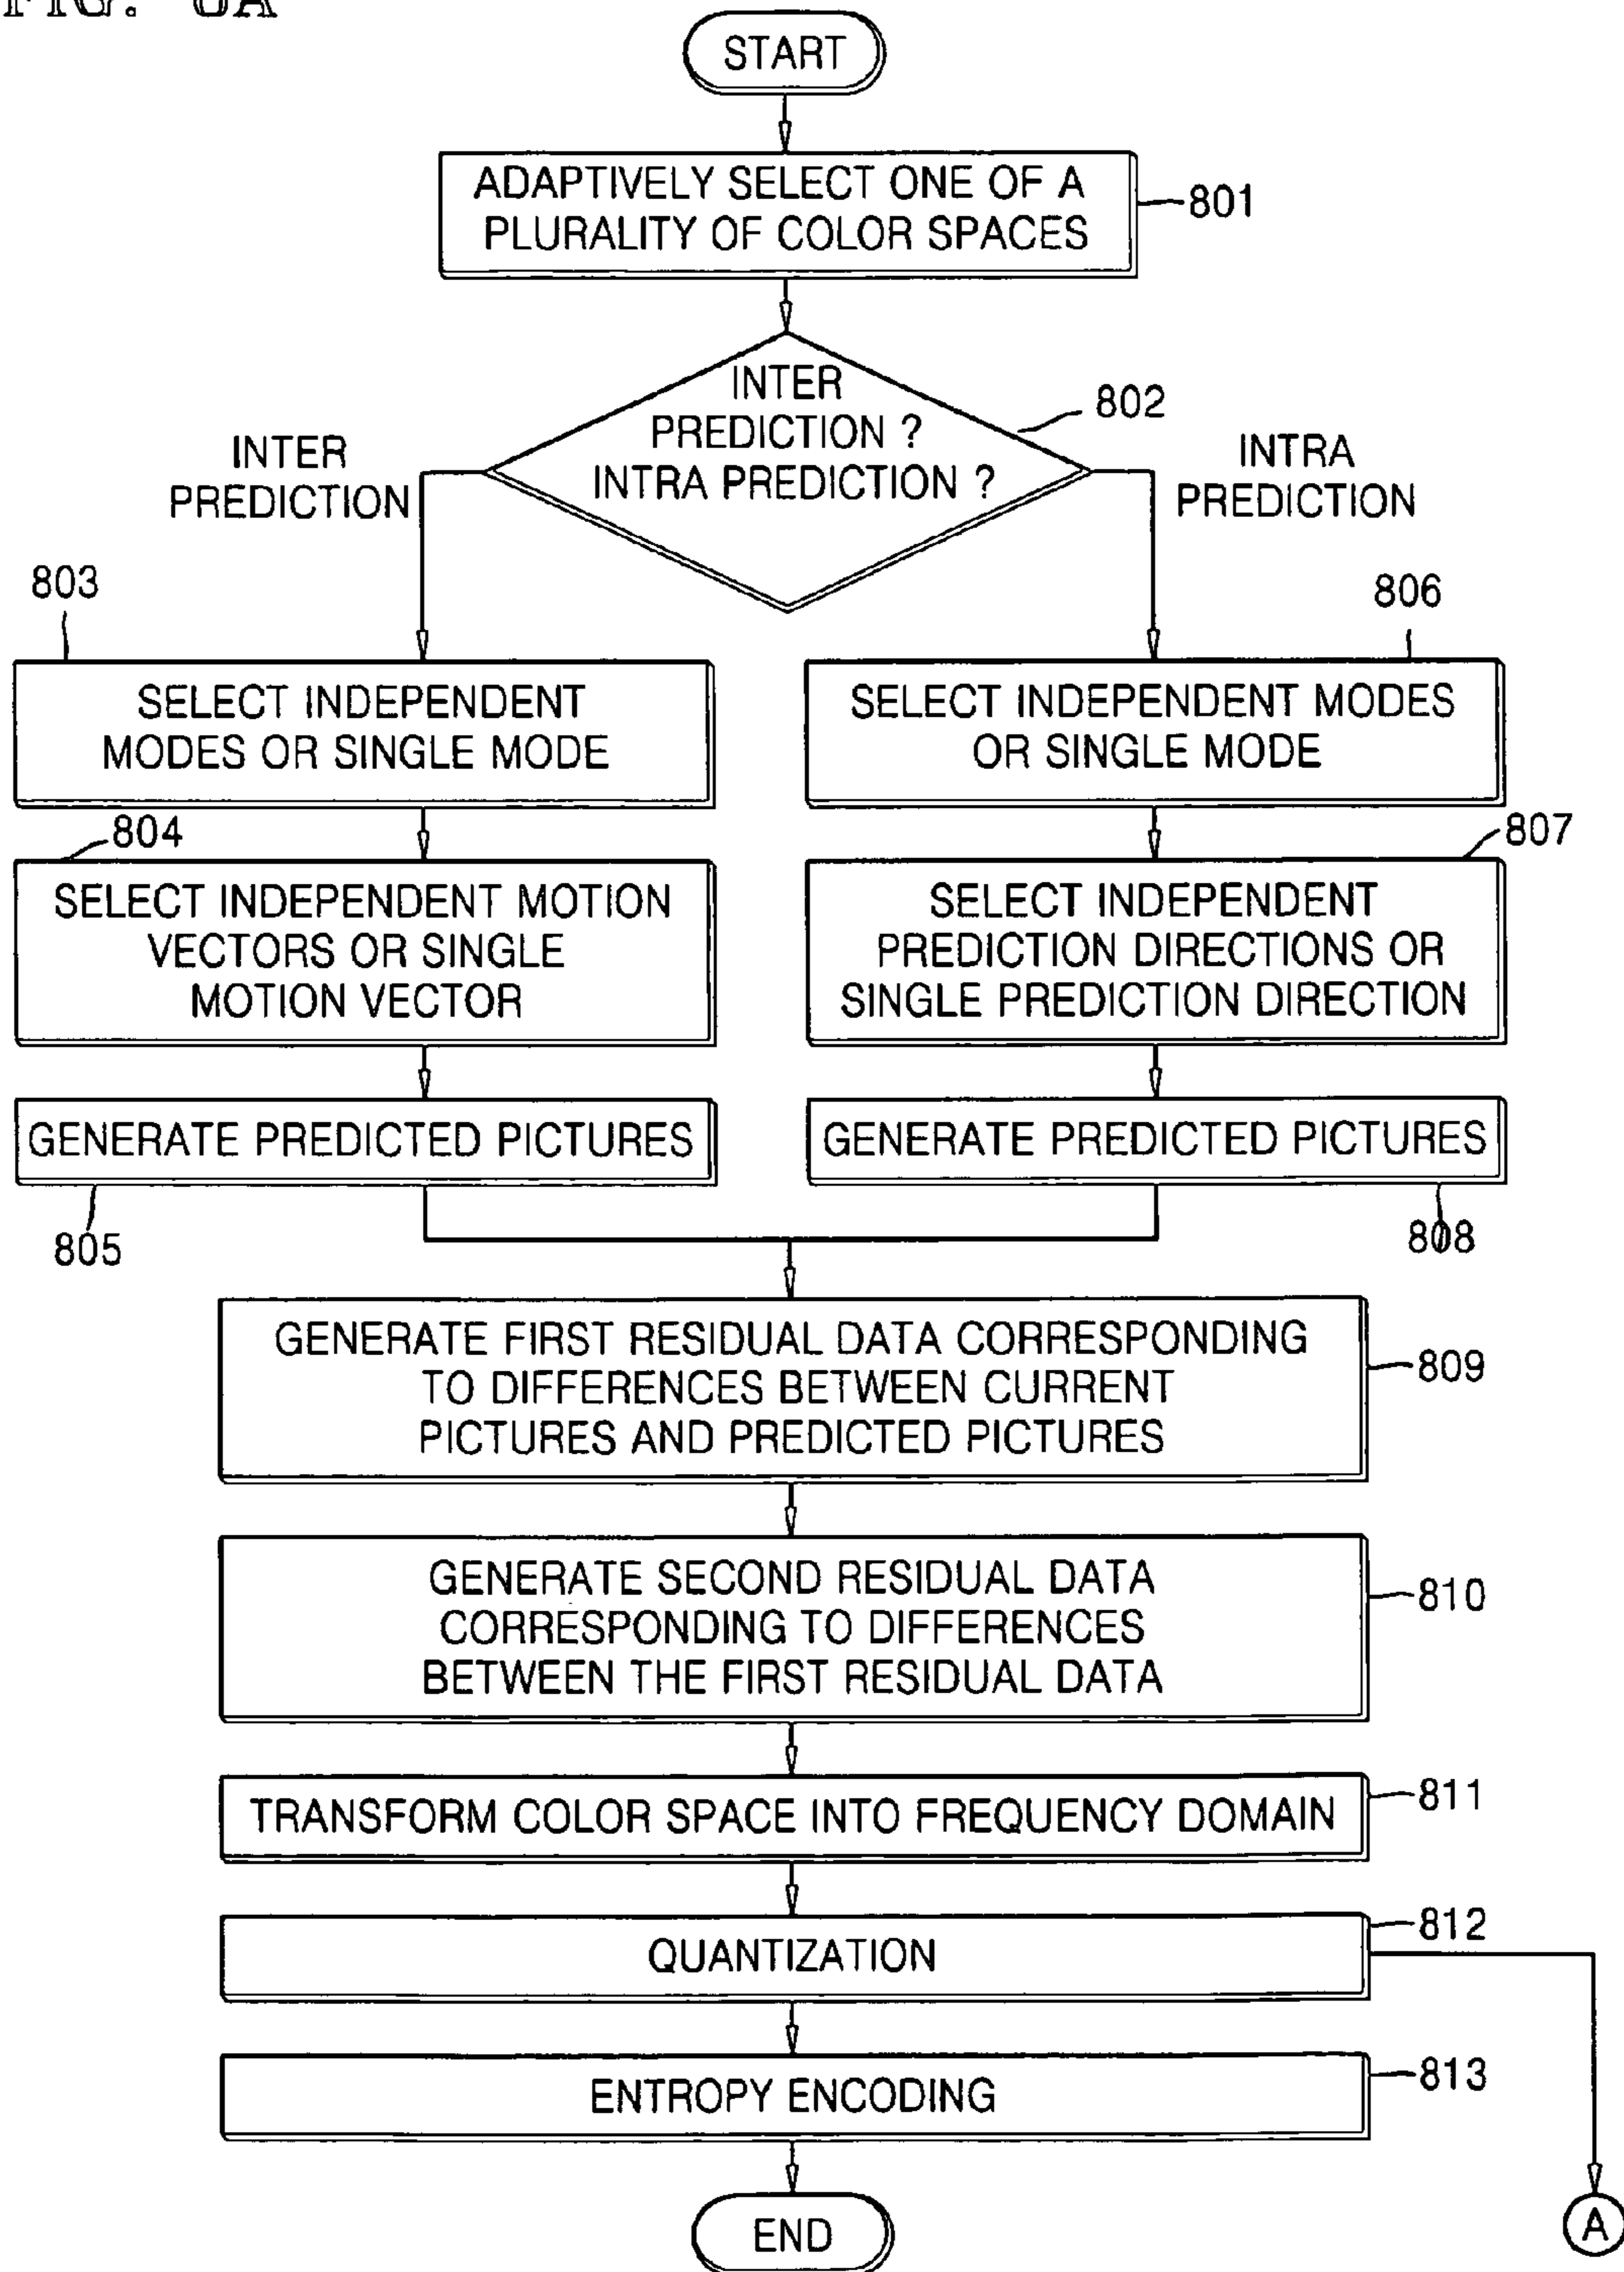 FIG. 8A
START
ADAPTIVELY SELECT ONE OF A
PLURALITY OF COLOR SPACES
801
INTER
PREDICTION ?
INTRA PREDICTION ?
802
INTER
PREDICTION
INTRA
PREDICTION
803
SELECT INDEPENDENT
MODES OR SINGLE MODE
806
SELECT INDEPENDENT MODES
OR SINGLE MODE
804
SELECT INDEPENDENT MOTION
VECTORS OR SINGLE
MOTION VECTOR
807
SELECT INDEPENDENT
PREDICTION DIRECTIONS OR
SINGLE PREDICTION DIRECTION
GENERATE PREDICTED PICTURES
805
GENERATE PREDICTED PICTURES
808
GENERATE FIRST RESIDUAL DATA CORRESPONDING
TO DIFFERENCES BETWEEN CURRENT
PICTURES AND PREDICTED PICTURES
809
GENERATE SECOND RESIDUAL DATA
CORRESPONDING TO DIFFERENCES
BETWEEN THE FIRST RESIDUAL DATA
810
TRANSFORM COLOR SPACE INTO FREQUENCY DOMAIN
811
QUANTIZATION
812
ENTROPY ENCODING
813
END
A